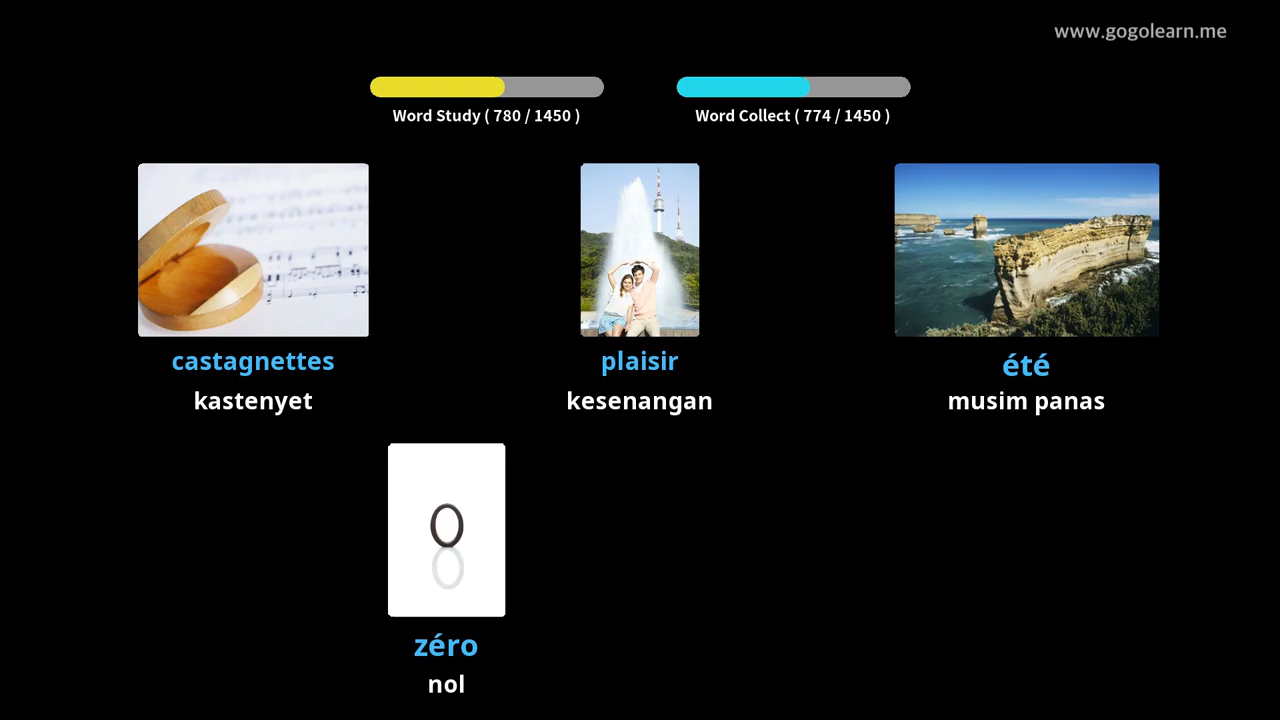 www.gogolearn.me
Word Study ( 780 / 1450 )
Word Collect ( 774 / 1450 )
castagnettes
kastenyet
plaisir
kesenangan
été
musim panas
0
zéro
nol